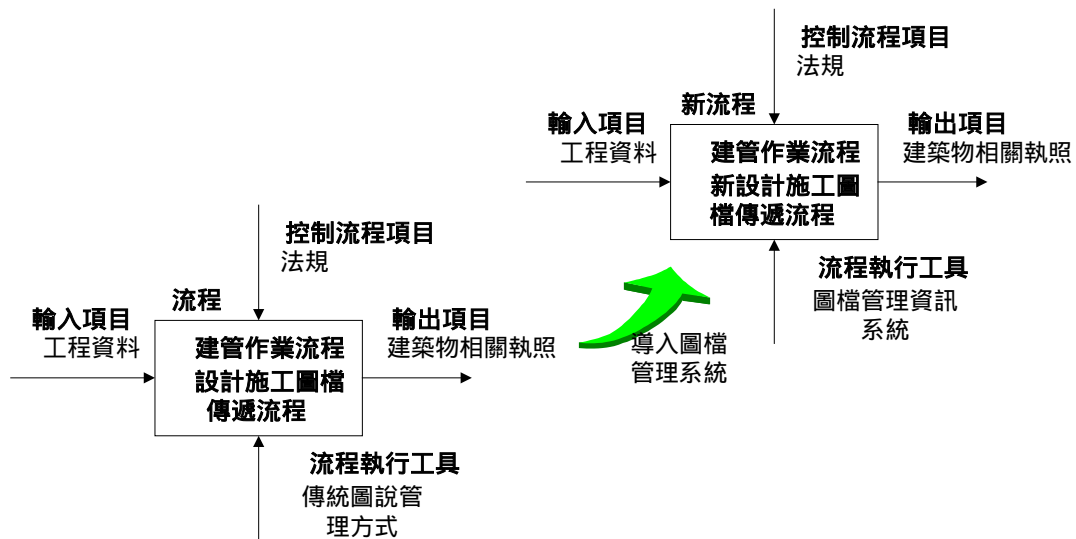 控制流程項目
法規
新流程
輸入項目
工程資料
建管作業流程
新設計施工圖
檔傳遞流程
輸出項目
建築物相關執照
流程執行工具
圖檔管理資訊
系統
控制流程項目
法規
流程
輸入項目
工程資料
建管作業流程
設計施工圖檔
傳遞流程
輸出項目
建築物相關執照
流程執行工具
傳統圖說管
理方式
導入圖檔
管理系統